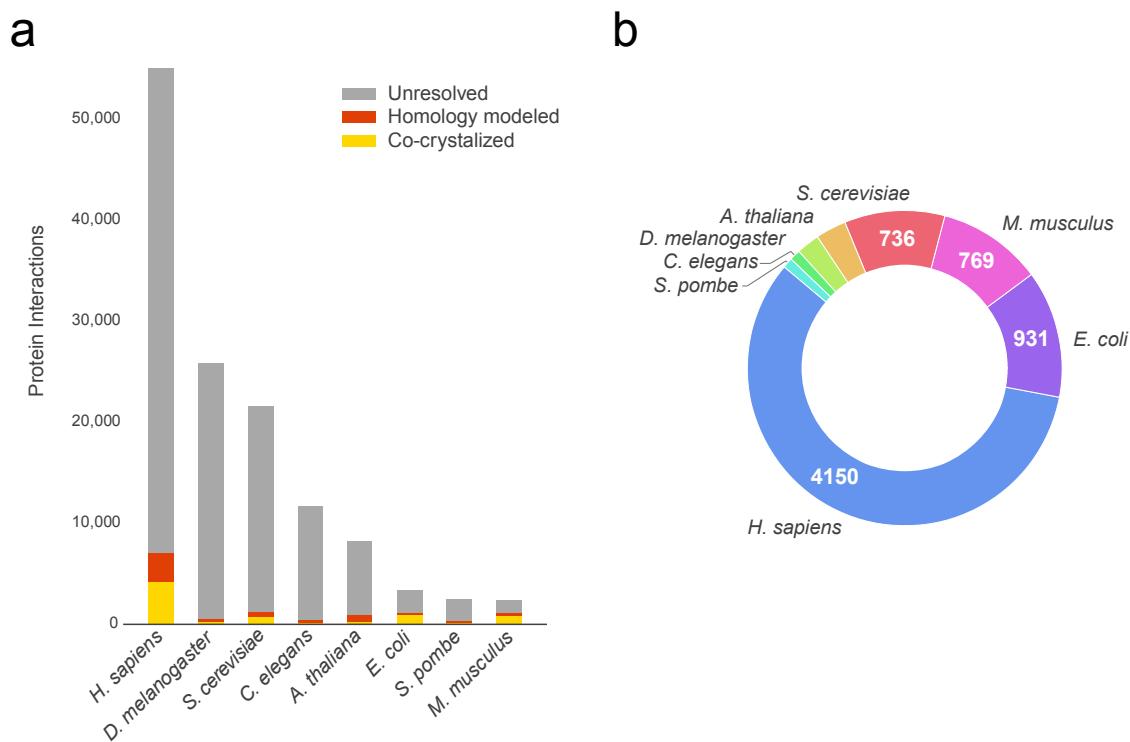 a
Unresolved
Homology modeled
Co-crystalized
Protein Interactions
50,000
40,000
30,000
20,000
10,000
0
H. sapiens
D. melanogaster
S. cerevisiae
C. elegans
A. thaliana
E. coli
S. pombe
M. musculus
b
S. cerevisiae
A. thaliana
D. melanogaster
C. elegans
S. pombe
M. musculus
E. coli
H. sapiens
736
769
931
4150